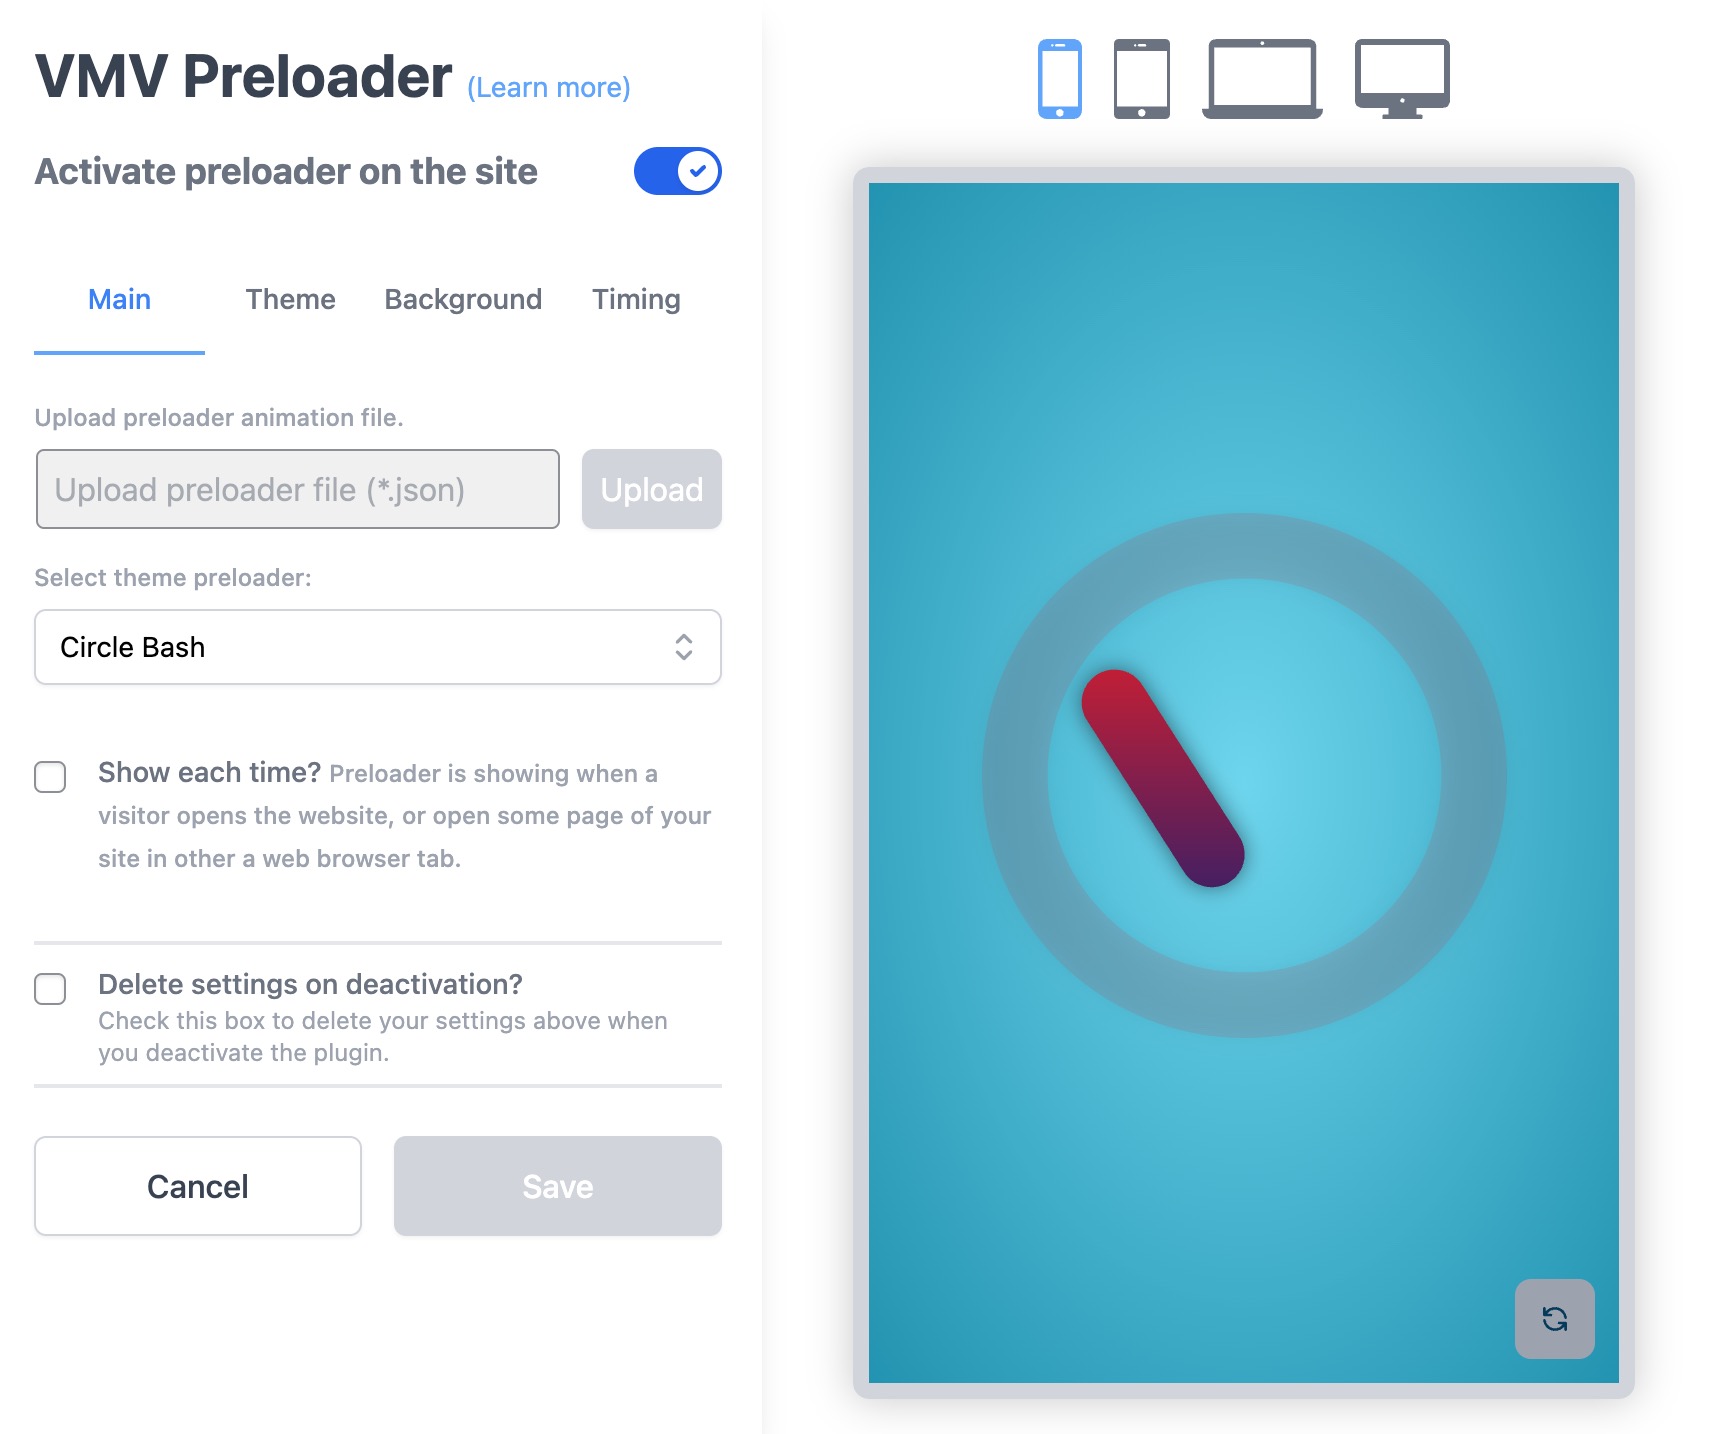 VMV Preloader (Learn more)
Activate preloader on the site
Main Theme Background Timing
Upload preloader animation file.
Upload preloader file (*.json) Upload
Select theme preloader:
Circle Bash
Show each time? Preloader is showing when a
visitor opens the website, or open some page of your
site in other a web browser tab.
Delete settings on deactivation?
Check this box to delete your settings above when
you deactivate the plugin.
Cancel Save